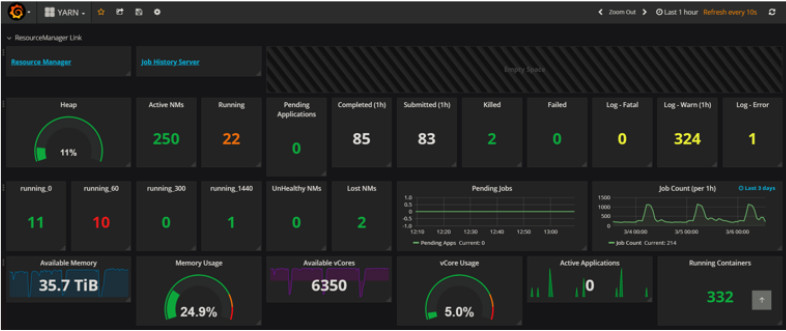 YARN
Zoom Out
Last 1 hour
Refresh every 10s
ResourceManager Link
Resource Manager
Job History Server
Empty Space
Heap
11%
Active NMs
250
Running
22
Pending
Applications
0
Completed (1h)
85
Submitted (1h)
83
Killed
2
Failed
0
Log - Fatal
0
Log - Warn (1h)
324
Log - Error
1
running_0
11
running_60
10
running_300
0
running_1440
1
UnHealthy NMs
0
Lost NMs
2
Pending Jobs
1.0
0.5
0
-0.5
-1.0
12:10 12:20 12:30 12:40 12:50 13:00
Pending Apps Current: 0
Job Count (per 1h)
Last 3 days
1500
1000
500
0
3/4 00:00 3/5 00:00 3/6 00:00
Job Count Current: 214
Available Memory
35.7 TiB
Memory Usage
24.9%
Available vCores
6350
vCore Usage
5.0%
Active Applications
0
Running Containers
332